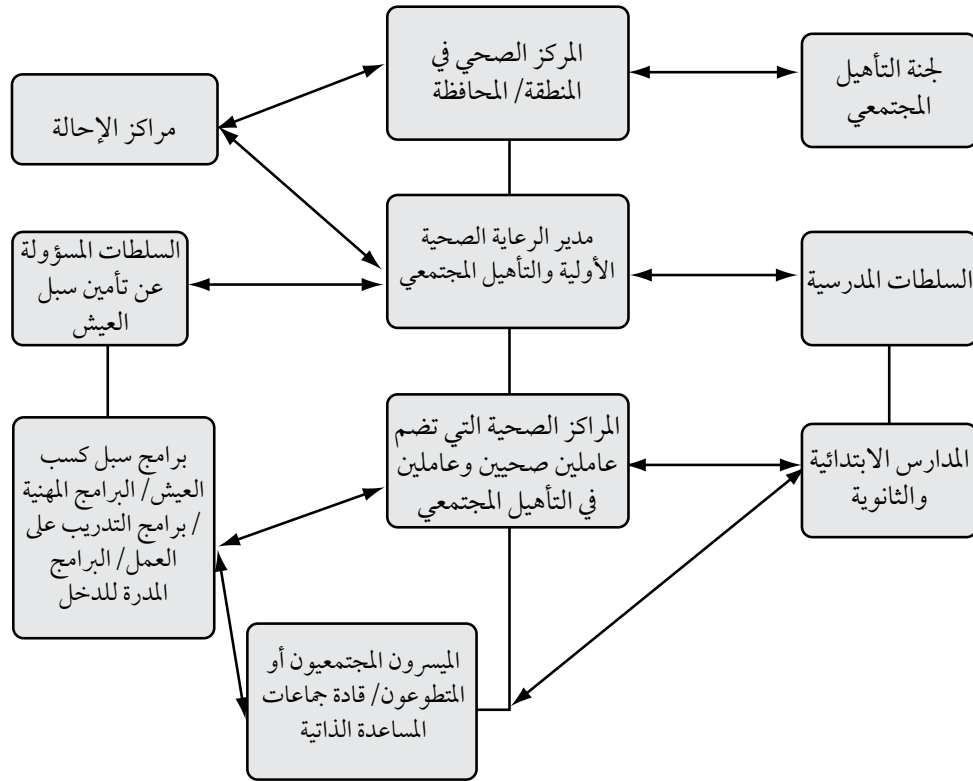 المركز الصحي في
المنطقة/ المحافظة
لجنة التأهيل
المجتمعي
مراكز الإحالة
مدير الرعاية الصحية
الأولية والتأهيل المجتمعي
السلطات المدرسية
السلطات المسؤولة
عن تأمين سبل
العيش
المراكز الصحية التي تضم
عاملين صحيين وعاملين
في التأهيل المجتمعي
المدارس الابتدائية
والثانوية
برامج سبل كسب
العيش/ البرامج المهنية
/ برامج التدريب على
العمل/ البرامج
المدرة للدخل
الميسرون المجتمعيون أو
المتطوعون/ قادة جماعات
المساعدة الذاتية